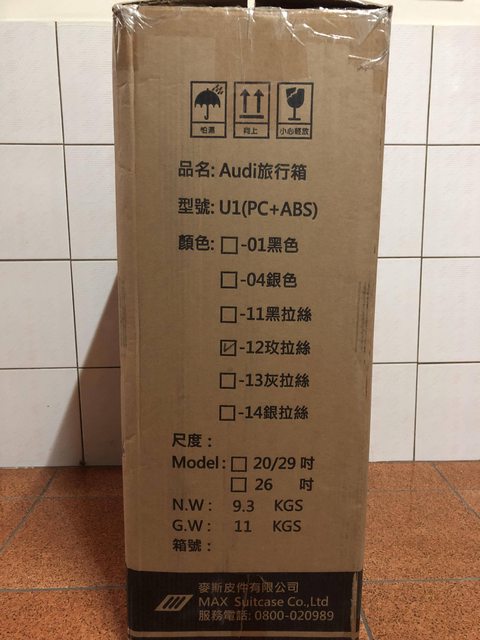 怕濕 向上 小心輕放
品名: Audi旅行箱
型號: U1(PC+ABS)
顏色: □-01黑色
□-04銀色
□-11黑拉絲
☑-12玫拉絲
□-13灰拉絲
□-14銀拉絲
尺度：
Model: □ 20/29 吋
□ 26 吋
N.W: 9.3 KGS
G.W: 11 KGS
箱號：
麥斯皮件有限公司
MAX Suitcase Co.,Ltd
服務電話: 0800-020989